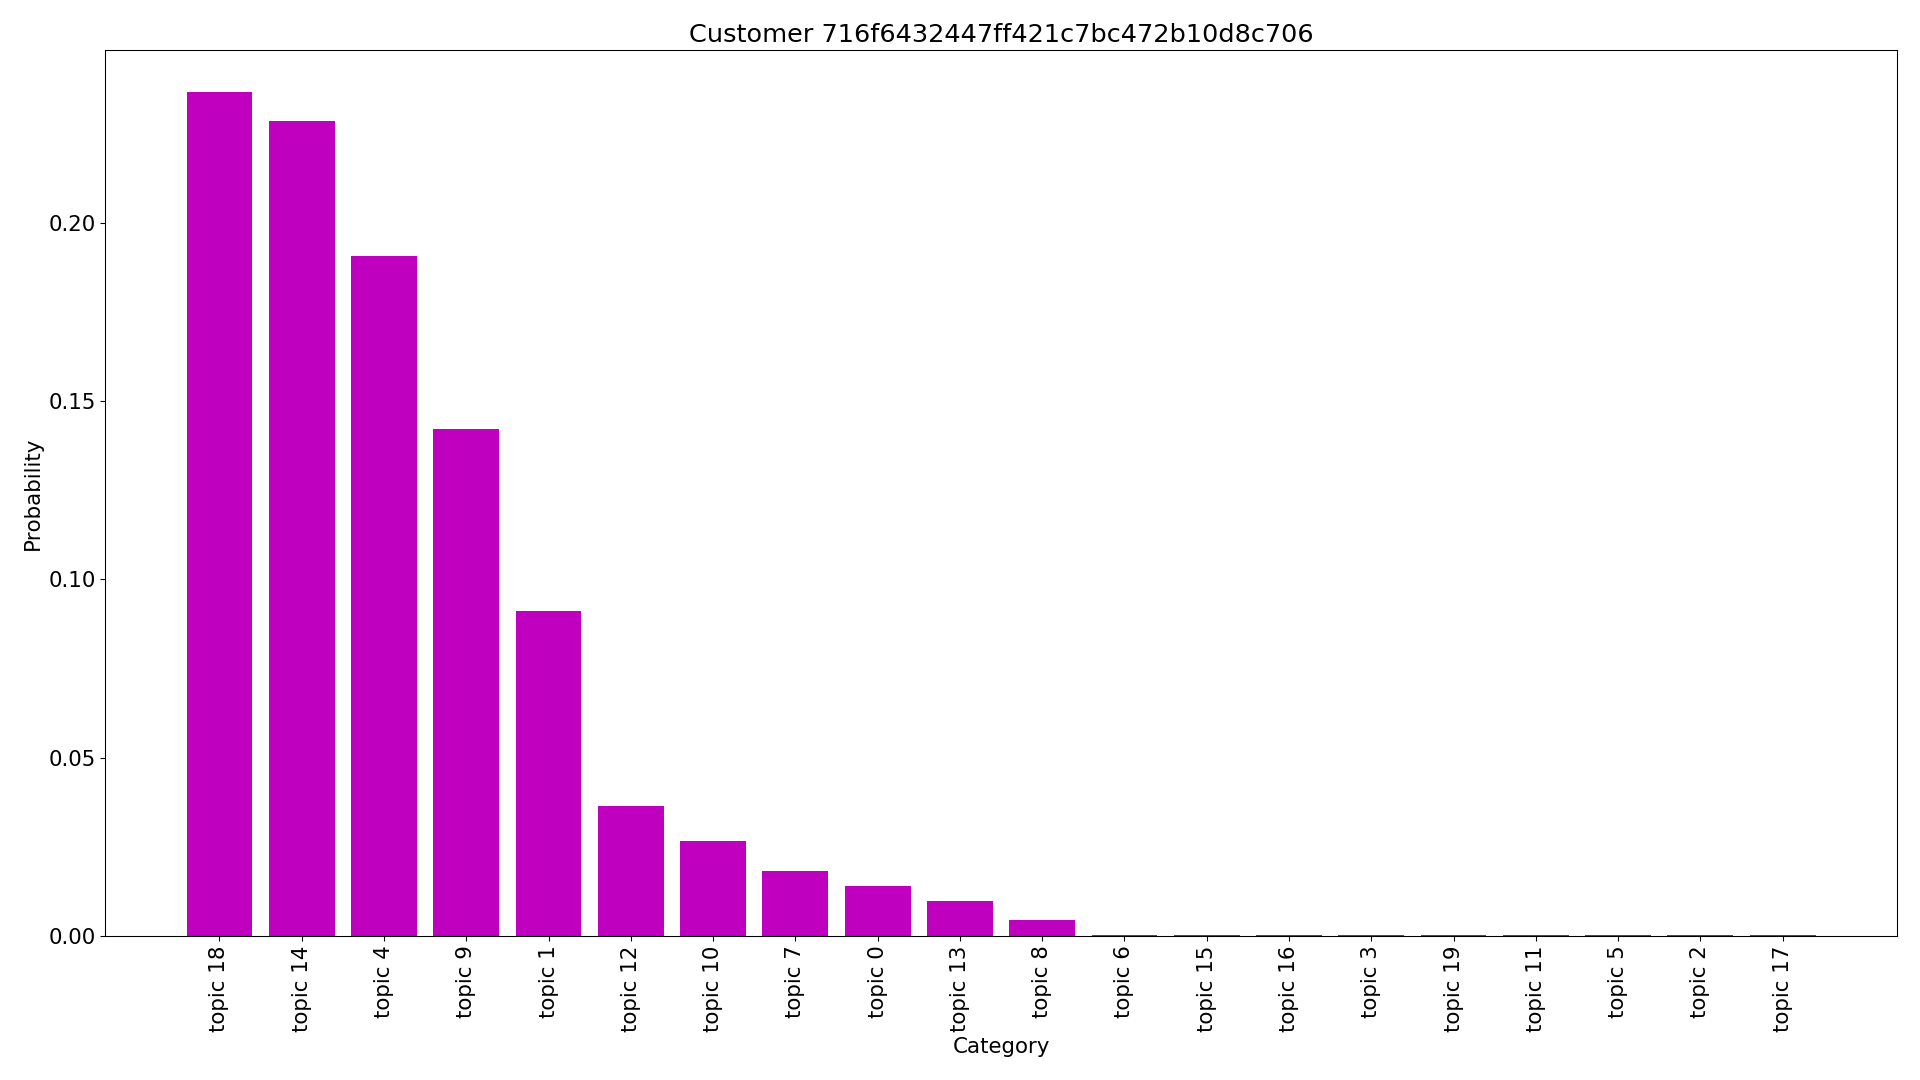 Customer 716f6432447ff421c7bc472b10d8c706
Probability
0.20
0.15
0.10
0.05
0.00
topic 18
topic 14
topic 4
topic 9
topic 1
topic 12
topic 10
topic 7
topic 0
topic 13
topic 8
topic 6
topic 15
topic 16
topic 3
topic 19
topic 11
topic 5
topic 2
topic 17
Category